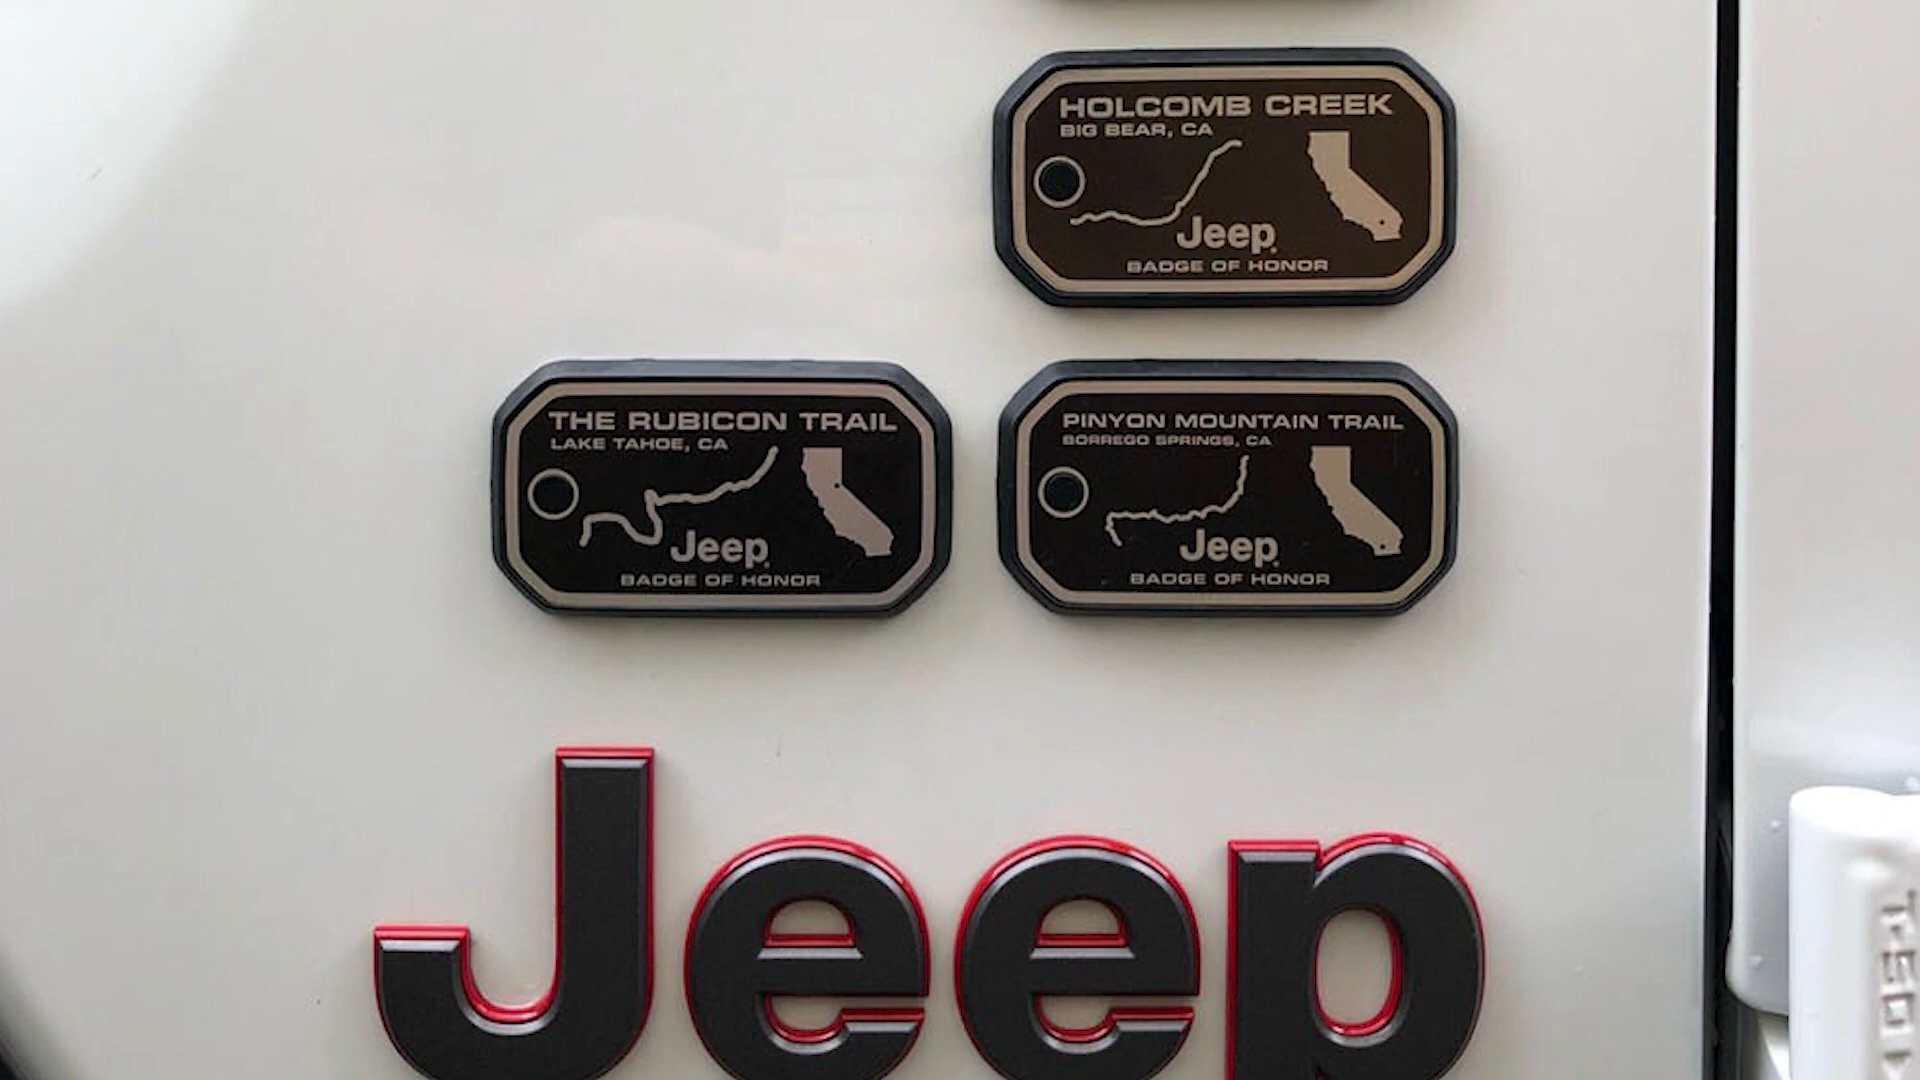 HOLCOMB CREEK
BIG BEAR, CA
Jeep
BADGE OF HONOR
THE RUBICON TRAIL
LAKE TAHOE, CA
Jeep
BADGE OF HONOR
PINYON MOUNTAIN TRAIL
BORREGO SPRINGS, CA
Jeep
BADGE OF HONOR
Jeep
T50